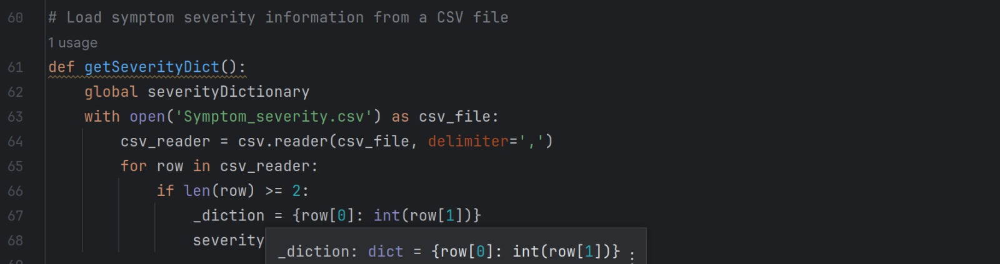 60 # Load symptom severity information from a CSV file
1 usage
61 def getSeverityDict():
62 global severityDictionary
63 with open('Symptom_severity.csv') as csv_file:
64 csv_reader = csv.reader(csv_file, delimiter=',')
65 for row in csv_reader:
66 if len(row) >= 2:
67 _diction = {row[0]: int(row[1])}
68 severity
_diction: dict = {row[0]: int(row[1])}